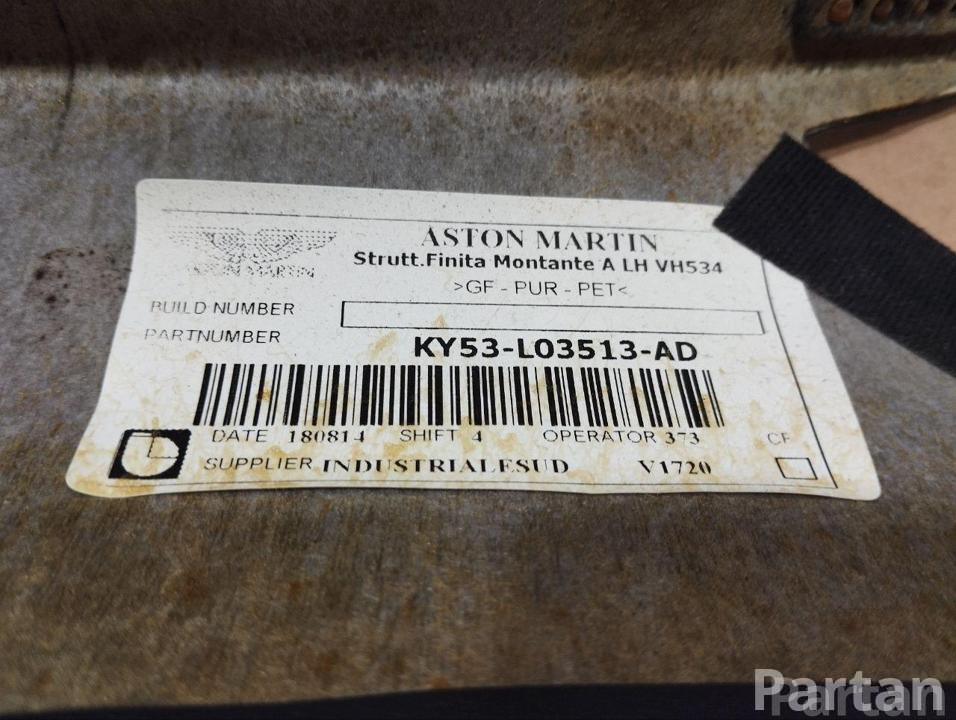 ASTON MARTIN
ASTON MARTIN
Strutt.Finita Montante A LH VH534
>GF - PUR - PET<
BUILD NUMBER
PARTNUMBER
KY53-L03513-AD
DATE 180814 SHIFT 4 OPERATOR 373 CF
SUPPLIER INDUSTRIALESUD V1720
Partan